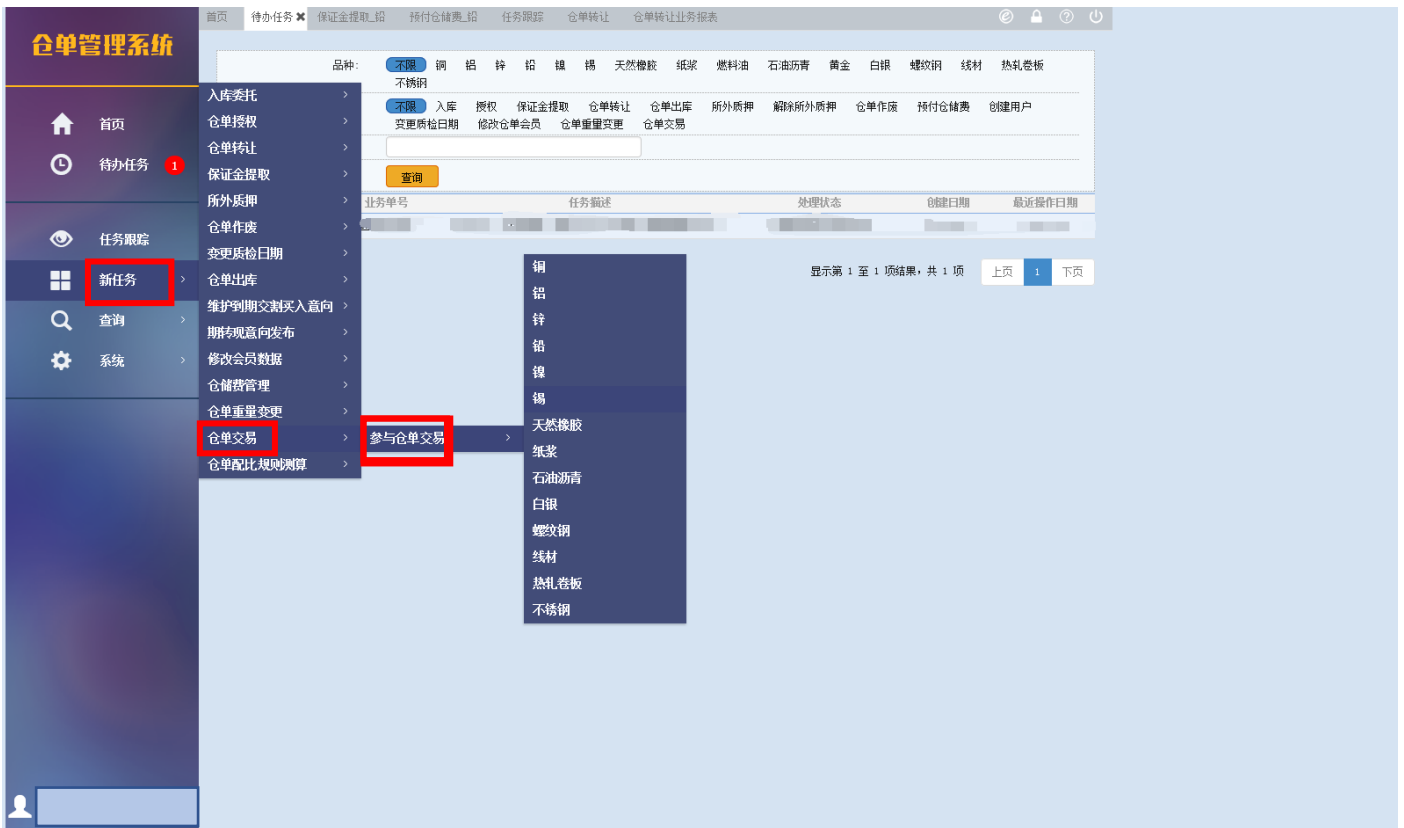 首页 待办任务 保证金提取_铅 预付仓储费_铅 任务跟踪 仓单转让 仓单转让业务报表
仓单管理系统
首页
待办任务 1
任务跟踪
新任务
查询
系统
品种: 不限 铜 铝 锌 铅 镍 锡 天然橡胶 纸浆 燃料油 石油沥青 黄金 白银 螺纹钢 线材 热轧卷板
不锈钢
不限 入库 授权 保证金提取 仓单转让 仓单出库 所外质押 解除所外质押 仓单作废 预付仓储费 创建用户
变更质检日期 修改仓单会员 仓单重量变更 仓单交易
查询
业务单号 任务描述 处理状态 创建日期 最近操作日期
显示第 1 至 1 项结果，共 1 项 上页 1 下页
入库委托
仓单授权
仓单转让
保证金提取
所外质押
仓单作废
变更质检日期
仓单出库
维护到期交割买入意向
期转现意向发布
修改会员数据
仓储费管理
仓单重量变更
仓单交易
仓单配比规则测算
参与仓单交易
铜
铝
锌
铅
镍
锡
天然橡胶
纸浆
石油沥青
白银
螺纹钢
线材
热轧卷板
不锈钢